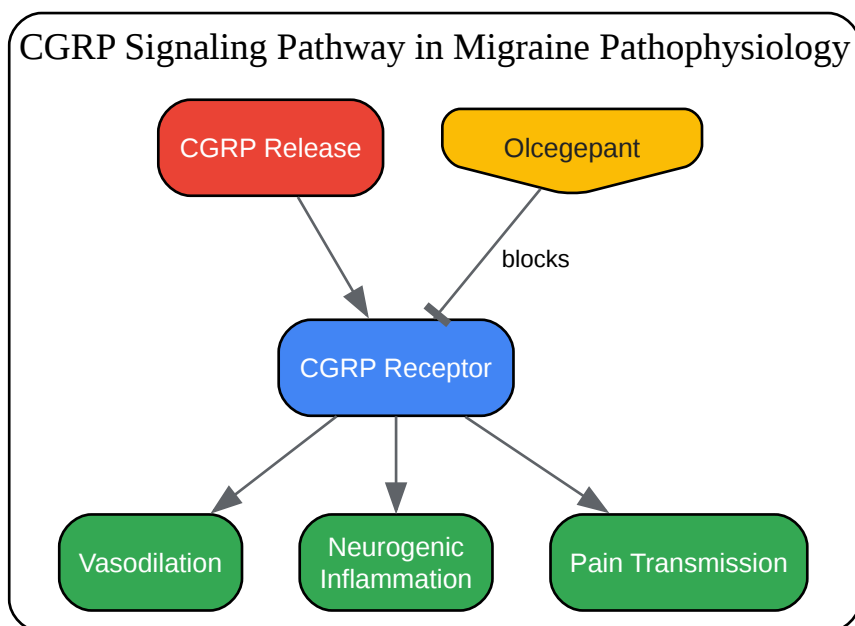 CGRP Signaling Pathway in Migraine Pathophysiology
CGRP Release
Olcegepant
blocks
CGRP Receptor
Vasodilation
Neurogenic
Inflammation
Pain Transmission